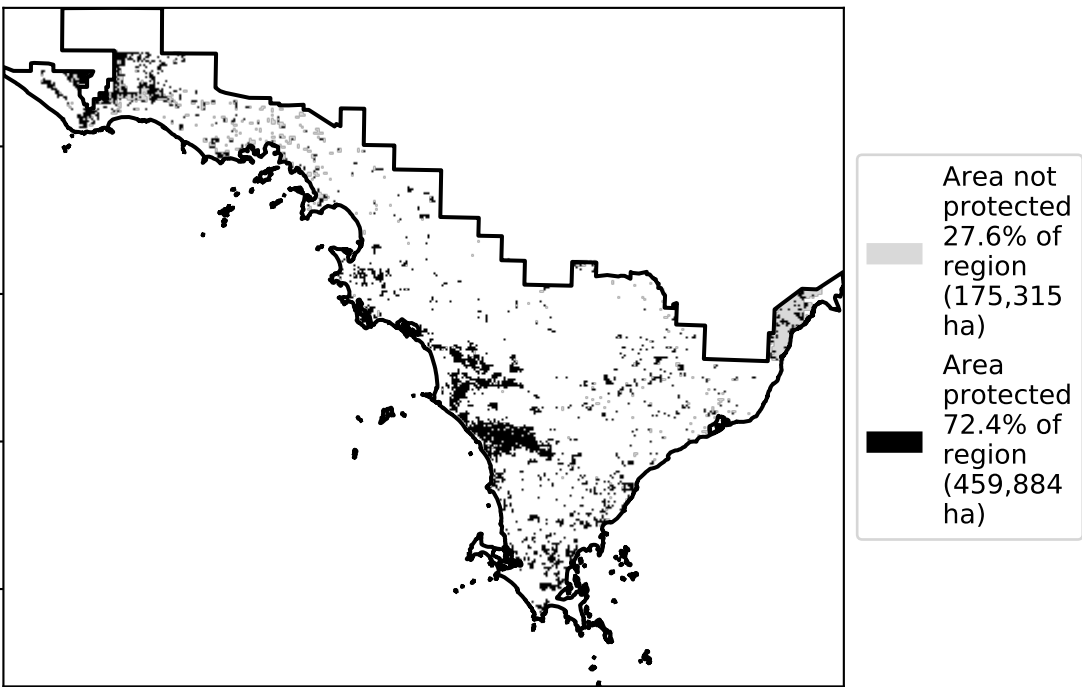 Area not
protected
27.6% of
region
(175,315
ha)
Area
protected
72.4% of
region
(459,884
ha)